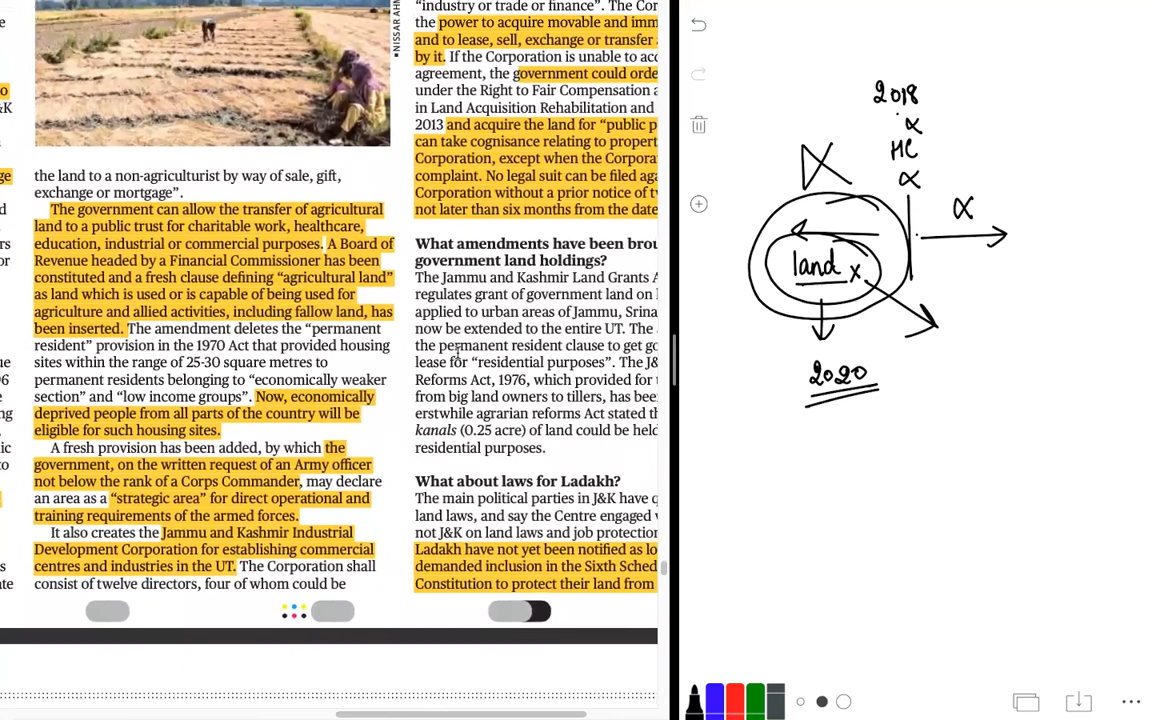 e
o
&K
ge
d
rs
or
ue
96
e
ng
.
lic
to
s
ate
NISSAR AHM
the land to a non-agriculturist by way of sale, gift,
exchange or mortgage”.
The government can allow the transfer of agricultural
land to a public trust for charitable work, healthcare,
education, industrial or commercial purposes. A Board of
Revenue headed by a Financial Commissioner has been
constituted and a fresh clause defining “agricultural land”
as land which is used or is capable of being used for
agriculture and allied activities, including fallow land, has
been inserted. The amendment deletes the “permanent
resident” provision in the 1970 Act that provided housing
sites within the range of 25-30 square metres to
permanent residents belonging to “economically weaker
section” and “low income groups”. Now, economically
deprived people from all parts of the country will be
eligible for such housing sites.
A fresh provision has been added, by which the
government, on the written request of an Army officer
not below the rank of a Corps Commander, may declare
an area as a “strategic area” for direct operational and
training requirements of the armed forces.
It also creates the Jammu and Kashmir Industrial
Development Corporation for establishing commercial
centres and industries in the UT. The Corporation shall
consist of twelve directors, four of whom could be
“industry or trade or finance”. The Cor
the power to acquire movable and imm
and to lease, sell, exchange or transfer
by it. If the Corporation is unable to acq
agreement, the government could orde
under the Right to Fair Compensation a
in Land Acquisition Rehabilitation and
2013 and acquire the land for “public p
can take cognisance relating to propert
Corporation, except when the Corpora
complaint. No legal suit can be filed aga
Corporation without a prior notice of t
not later than six months from the date
What amendments have been brou
government land holdings?
The Jammu and Kashmir Land Grants A
regulates grant of government land on l
applied to urban areas of Jammu, Srina
now be extended to the entire UT. The
the permanent resident clause to get go
lease for “residential purposes”. The J&
Reforms Act, 1976, which provided for
from big land owners to tillers, has bee
erstwhile agrarian reforms Act stated th
kanals (0.25 acre) of land could be held
residential purposes.
What about laws for Ladakh?
The main political parties in J&K have q
land laws, and say the Centre engaged
not J&K on land laws and job protection
Ladakh have not yet been notified as lo
demanded inclusion in the Sixth Sched
Constitution to protect their land from
2018
α
HC
α
α
land x
2020